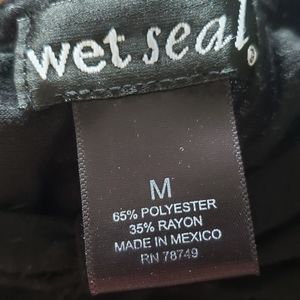 wet seal®
M
65% POLYESTER
35% RAYON
MADE IN MEXICO
RN 78749